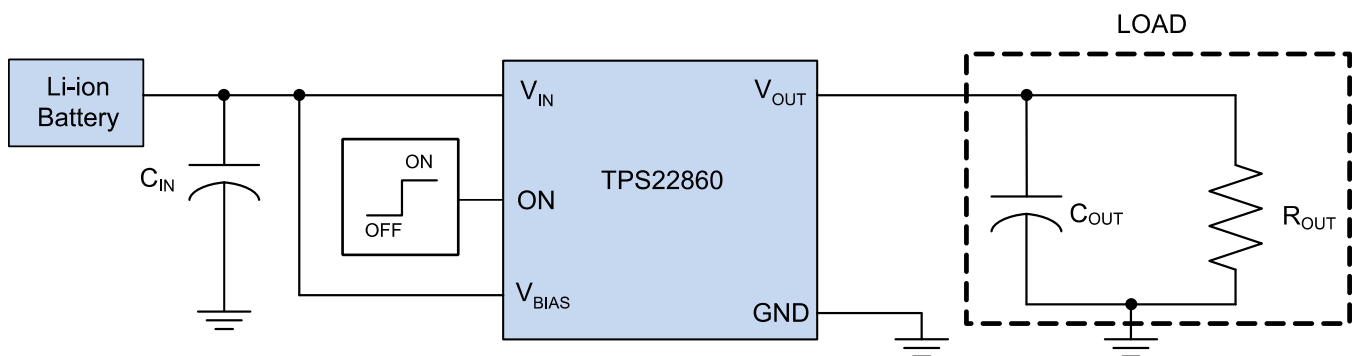 LOAD
Li-ion
Battery
V_IN
V_OUT
C_IN
ON
OFF
ON
TPS22860
C_OUT
R_OUT
V_BIAS
GND